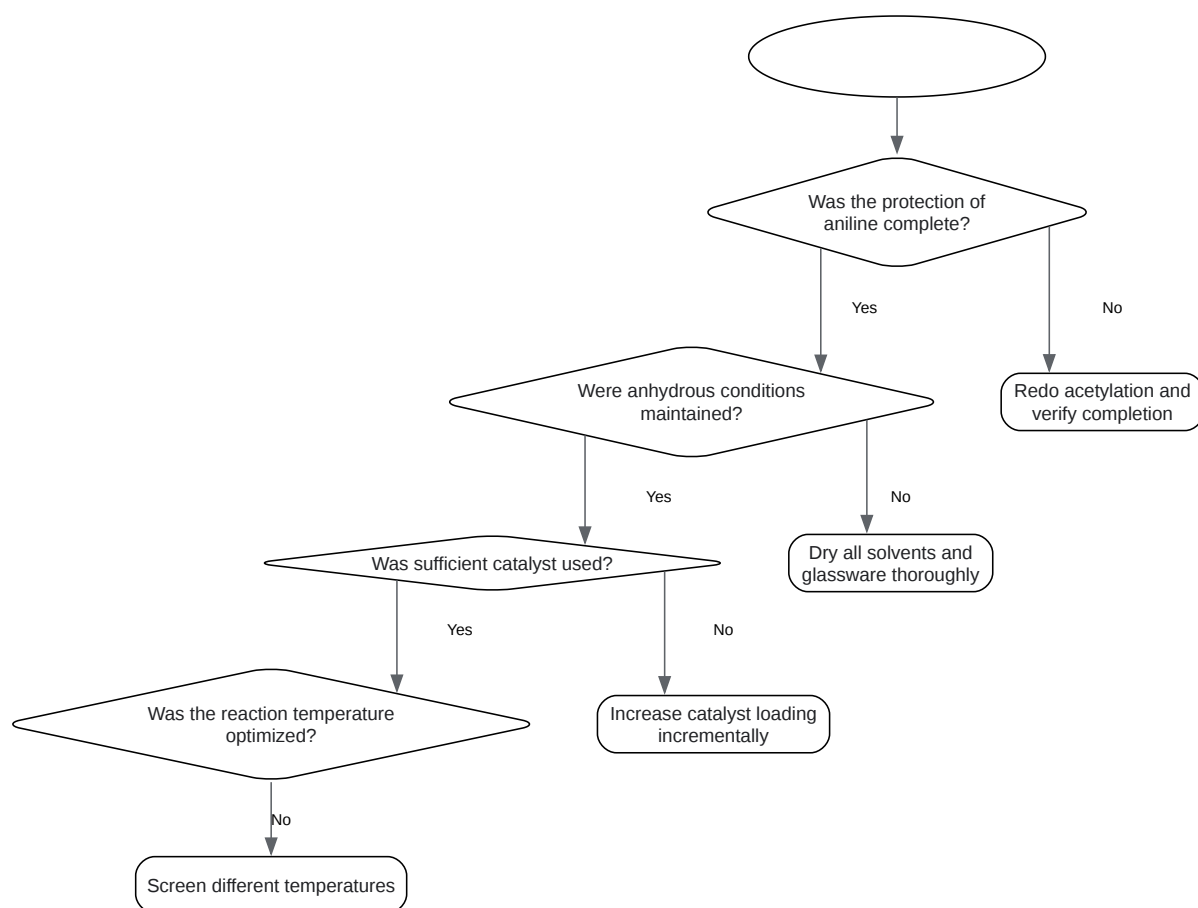 Was the protection of
aniline complete?
Yes
No
Were anhydrous conditions
maintained?
Redo acetylation and
verify completion
Yes
No
Was sufficient catalyst used?
Dry all solvents and
glassware thoroughly
Yes
No
Was the reaction temperature
optimized?
Increase catalyst loading
incrementally
No
Screen different temperatures